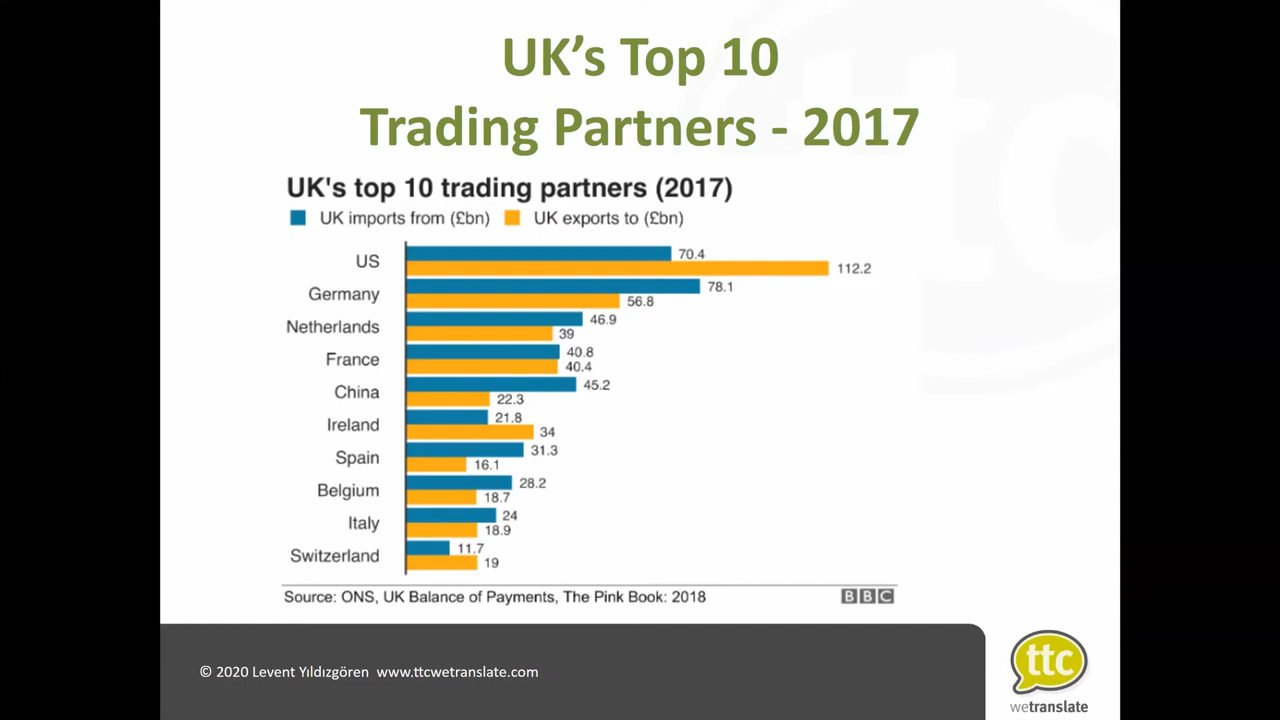 UK's Top 10
Trading Partners - 2017
UK's top 10 trading partners (2017)
UK imports from (£bn) UK exports to (£bn)
US 70.4
112.2
Germany 78.1
56.8
Netherlands 46.9
39
France 40.8
40.4
China 45.2
22.3
Ireland 21.8
34
Spain 31.3
16.1
Belgium 28.2
18.7
Italy 24
18.9
Switzerland 11.7
19
Source: ONS, UK Balance of Payments, The Pink Book: 2018 BBC
© 2020 Levent Yıldızgören www.ttcwetranslate.com
ttc
wetranslate